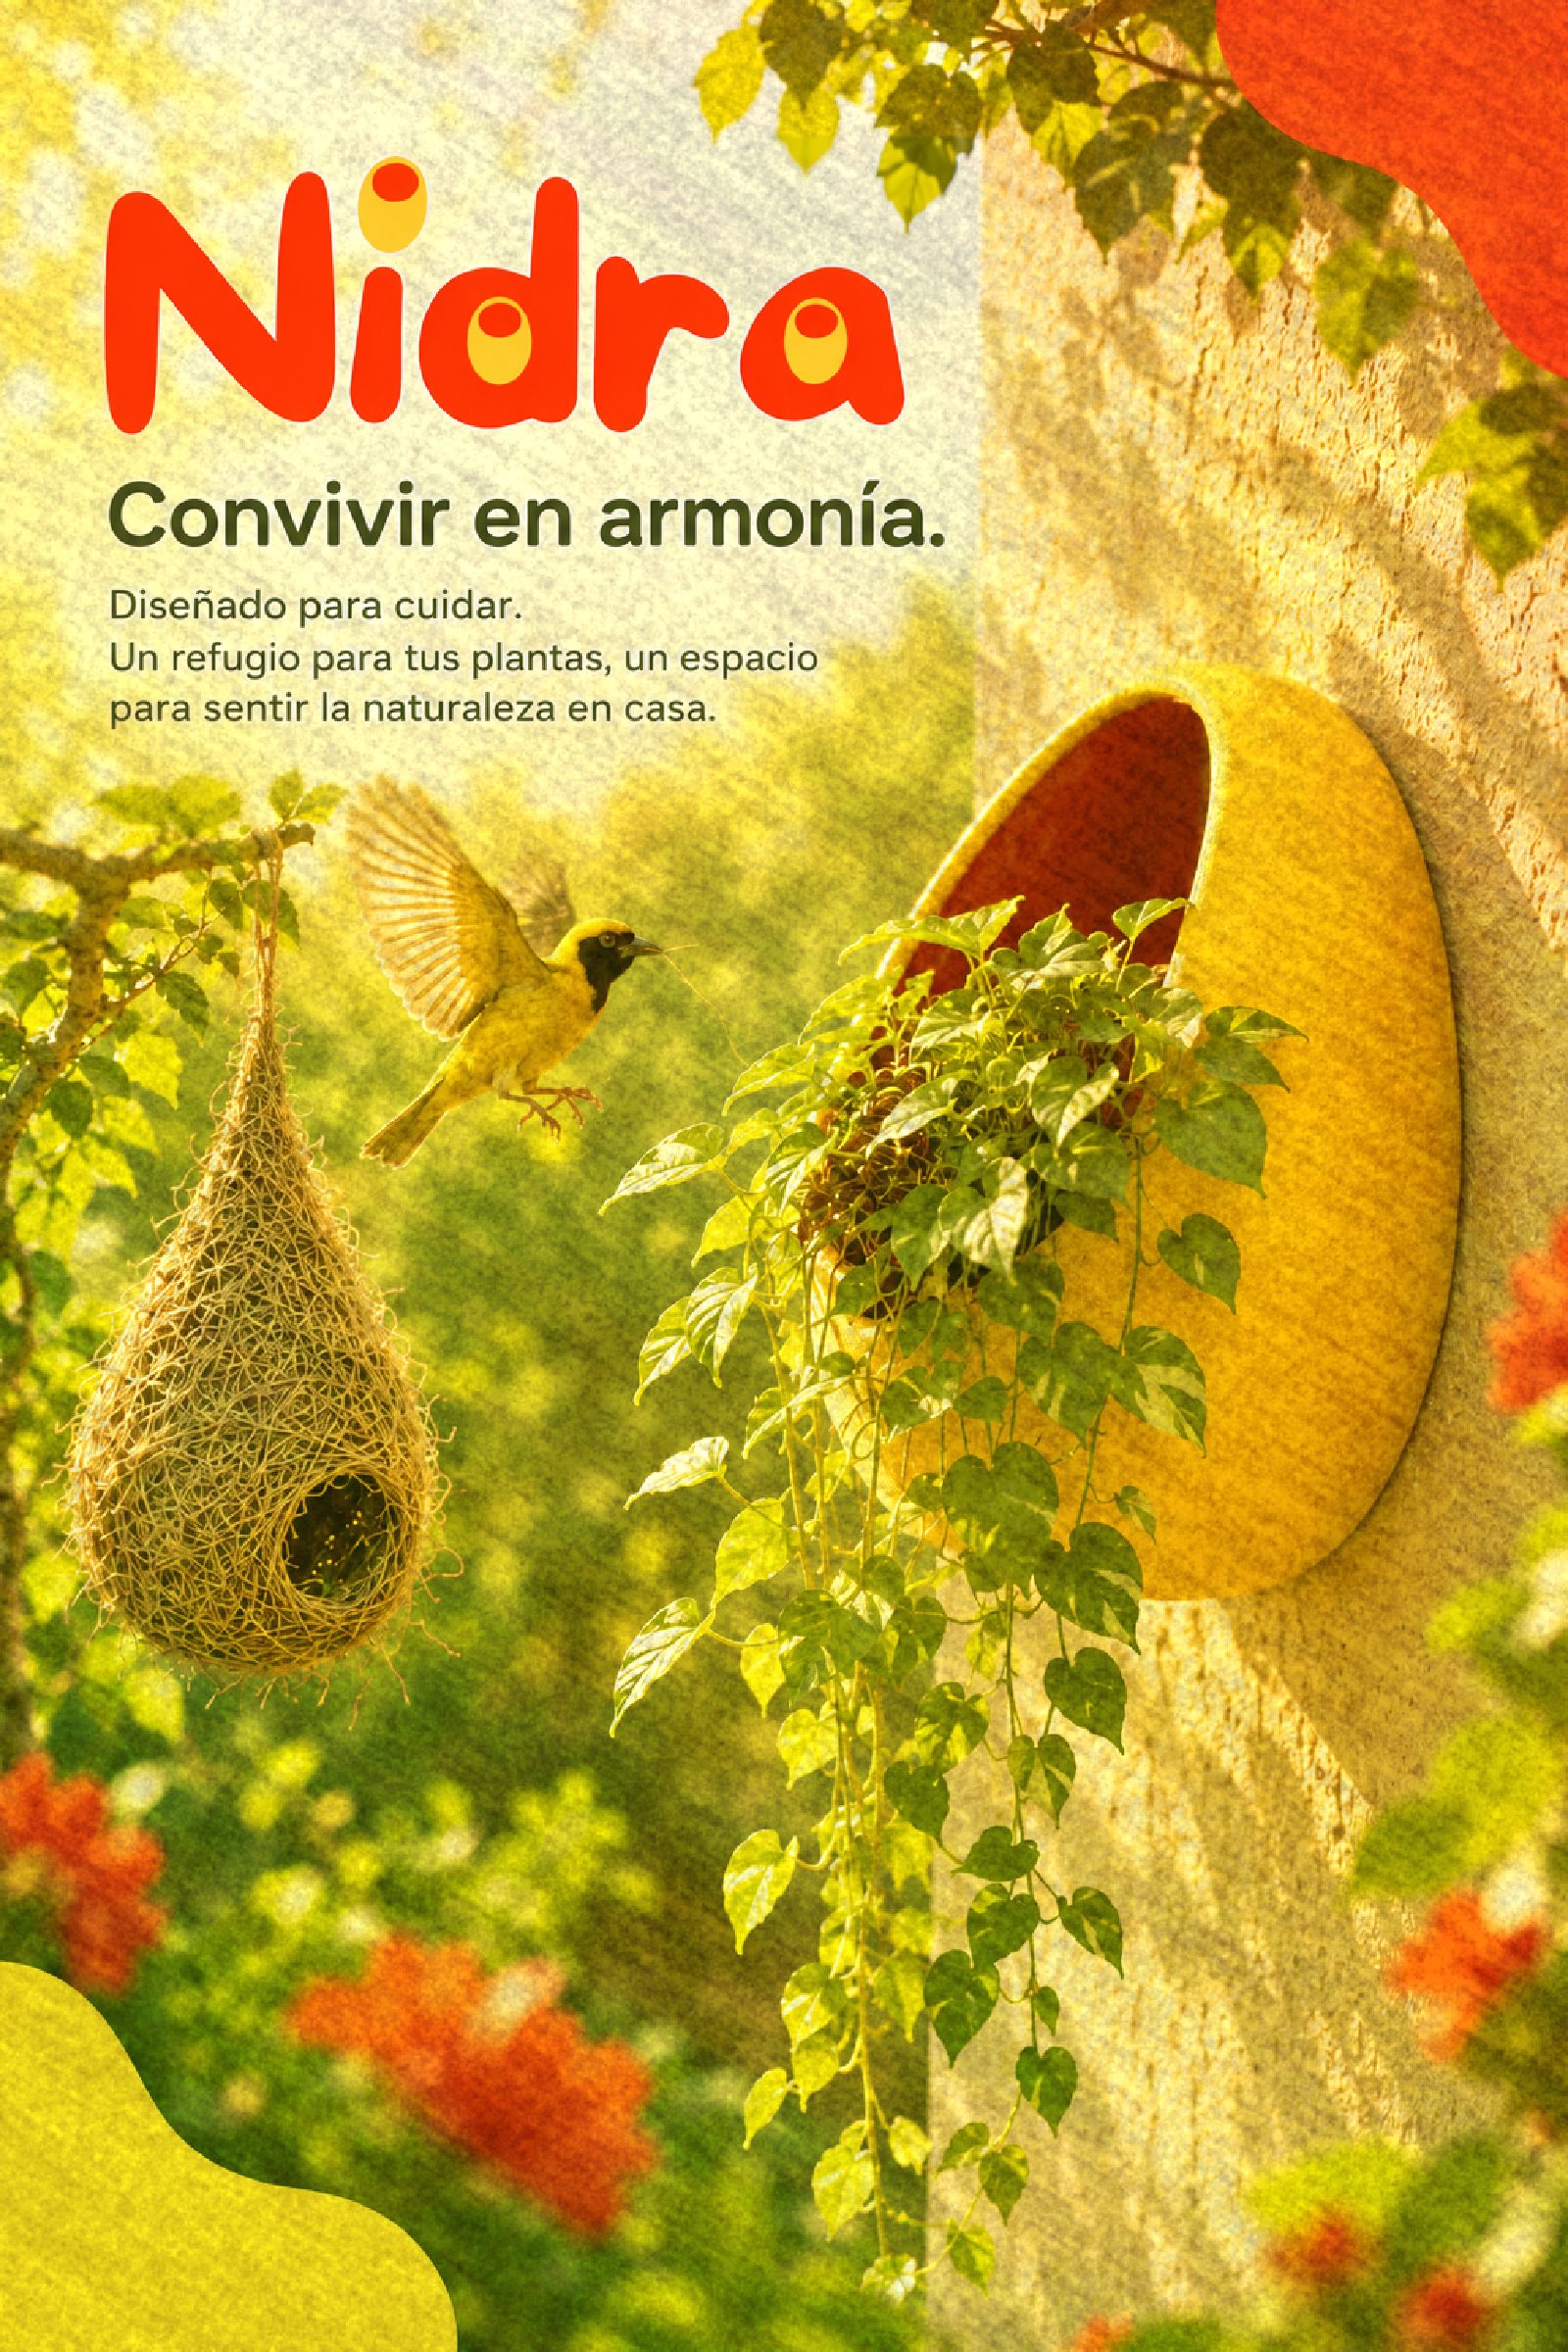 Nidra
Convivir en armonía.
Diseñado para cuidar.
Un refugio para tus plantas, un espacio
para sentir la naturaleza en casa.